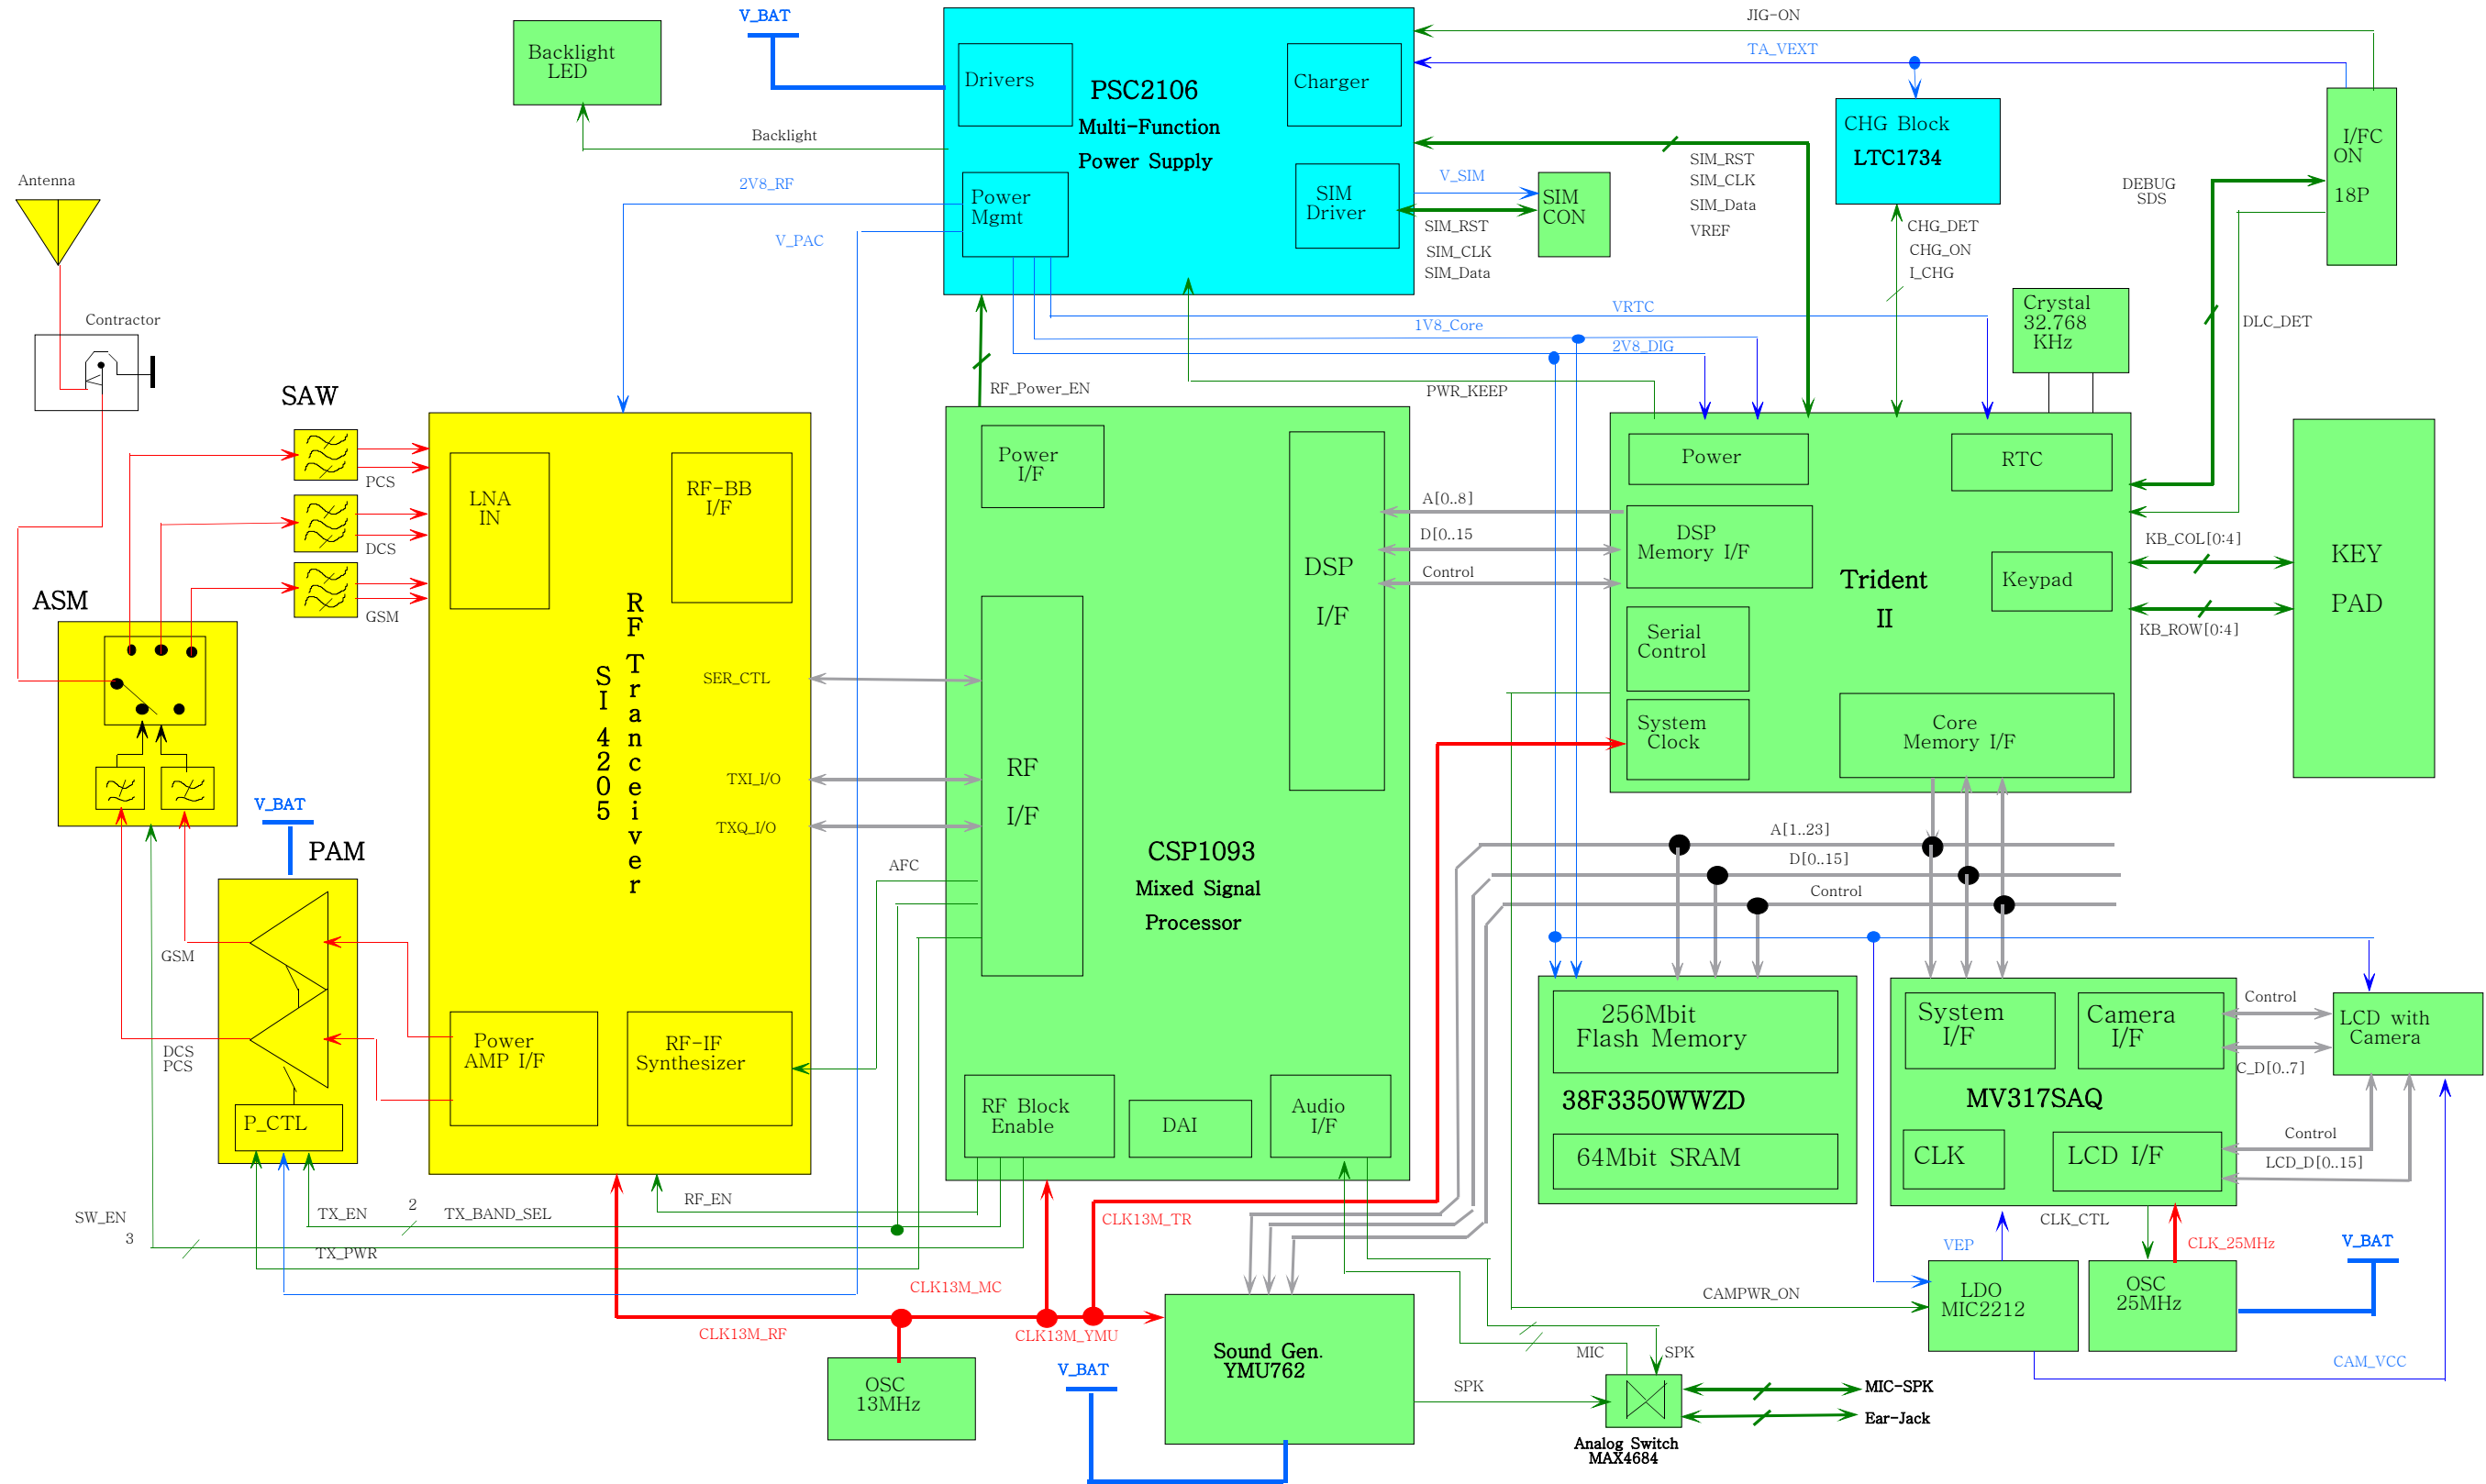 V_BAT
JIG-ON
Backlight
LED
Drivers
Charger
PSC2106
Multi-Function
Power Supply
TA_VEXT
CHG Block
LTC1734
I/FC
ON
18P
Backlight
2V8_RF
V_PAC
Power
Mgmt
SIM
Driver
V_SIM
SIM
CON
SIM_RST
SIM_CLK
SIM_Data
SIM_RST
SIM_CLK
SIM_Data
VREF
DEBUG
SDS
CHG_DET
CHG_ON
I_CHG
Antenna
Contractor
VRTC
1V8_Core
2V8_DIG
Crystal
32.768
KHz
DLC_DET
RF_Power_EN
PWR_KEEP
SAW
PCS
DCS
GSM
LNA
IN
RF-BB
I/F
RF Tranceiver
SI 4205
Power
I/F
DSP
I/F
A[0..8]
D[0..15
Control
Power
RTC
DSP
Memory I/F
Trident
II
Keypad
Serial
Control
System
Clock
Core
Memory I/F
KB_COL[0:4]
KB_ROW[0:4]
KEY
PAD
ASM
SER_CTL
TXI_I/O
TXQ_I/O
RF
I/F
AFC
CSP1093
Mixed Signal
Processor
V_BAT
PAM
GSM
DCS
PCS
P_CTL
Power
AMP I/F
RF-IF
Synthesizer
RF Block
Enable
DAI
Audio
I/F
A[1..23]
D[0..15]
Control
256Mbit
Flash Memory
38F3350WWZD
64Mbit SRAM
System
I/F
Camera
I/F
MV317SAQ
CLK
LCD I/F
Control
C_D[0..7]
LCD with
Camera
Control
LCD_D[0..15]
SW_EN
3
TX_EN
2
TX_BAND_SEL
RF_EN
TX_PWR
CLK13M_TR
CLK13M_MC
CLK13M_RF
CLK13M_YMU
OSC
13MHz
V_BAT
Sound Gen.
YMU762
SPK
MIC
SPK
Analog Switch
MAX4684
MIC-SPK
Ear-Jack
CAMPWR_ON
VEP
CLK_CTL
CLK_25MHz
LDO
MIC2212
OSC
25MHz
V_BAT
CAM_VCC